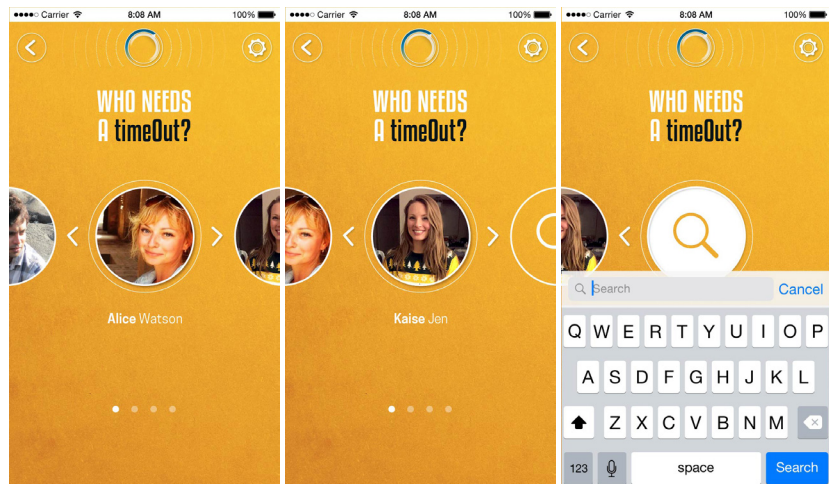 Carrier 8:08 AM 100%
WHO NEEDS
A timeOut?
Alice Watson
Carrier 8:08 AM 100%
WHO NEEDS
A timeOut?
Kaise Jen
Carrier 8:08 AM 100%
WHO NEEDS
A timeOut?
Search Cancel
Q W E R T Y U I O P
A S D F G H J K L
Z X C V B N M
123 space Search